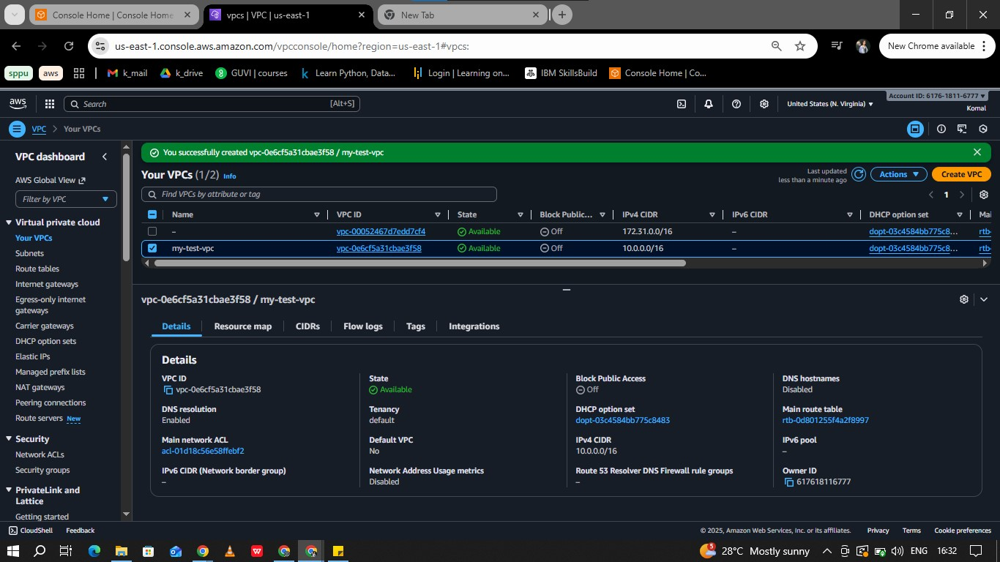 Console Home | Console Home
vpcs | VPC | us-east-1
New Tab
us-east-1.console.aws.amazon.com/vpcconsole/home?region=us-east-1#vpcs:
New Chrome available
sppu
aws
k_mail
k_drive
GUVI | courses
Learn Python, Data...
Login | Learning on...
IBM SkillsBuild
Console Home | Co...
aws
Search
[Alt+S]
United States (N. Virginia)
Account ID: 6176-1811-6777
Komal
VPC
Your VPCs
VPC dashboard
AWS Global View
Filter by VPC
Virtual private cloud
Your VPCs
Subnets
Route tables
Internet gateways
Egress-only internet
gateways
Carrier gateways
DHCP option sets
Elastic IPs
Managed prefix lists
NAT gateways
Peering connections
Route servers New
Security
Network ACLs
Security groups
PrivateLink and
Lattice
Getting started
You successfully created vpc-0e6cf5a31cbae3f58 / my-test-vpc
Your VPCs (1/2) Info
Last updated
less than a minute ago
Actions
Create VPC
Find VPCs by attribute or tag
1
Name VPC ID State Block Public... IPv4 CIDR IPv6 CIDR DHCP option set Mai
– vpc-00052467d7edd7cf4 Available Off 172.31.0.0/16 – dopt-03c4584bb775c8... rtb-
my-test-vpc vpc-0e6cf5a31cbae3f58 Available Off 10.0.0.0/16 – dopt-03c4584bb775c8... rtb-
vpc-0e6cf5a31cbae3f58 / my-test-vpc
Details Resource map CIDRs Flow logs Tags Integrations
Details
VPC ID
vpc-0e6cf5a31cbae3f58
State
Available
Block Public Access
Off
DNS hostnames
Disabled
DNS resolution
Enabled
Tenancy
default
DHCP option set
dopt-03c4584bb775c8483
Main route table
rtb-0d801255f4a2f8997
Main network ACL
acl-01d18c56e58ffebf2
Default VPC
No
IPv4 CIDR
10.0.0.0/16
IPv6 pool
–
IPv6 CIDR (Network border group)
–
Network Address Usage metrics
Disabled
Route 53 Resolver DNS Firewall rule groups
–
Owner ID
617618116777
CloudShell
Feedback
© 2025, Amazon Web Services, Inc. or its affiliates.
Privacy
Terms
Cookie preferences
5
28°C Mostly sunny
ENG
16:32